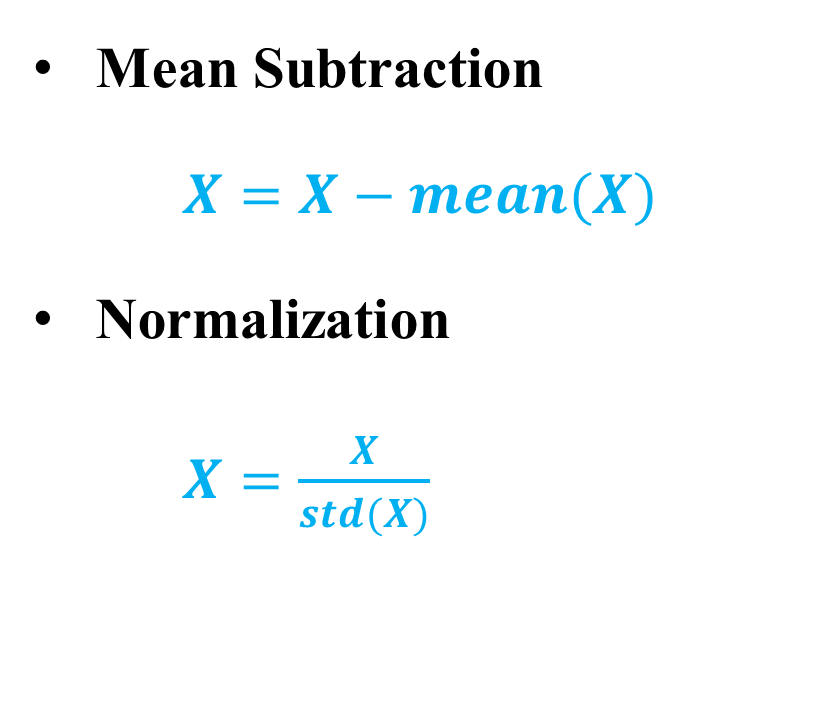 • Mean Subtraction
X = X − mean(X)
• Normalization
X = X / std(X)